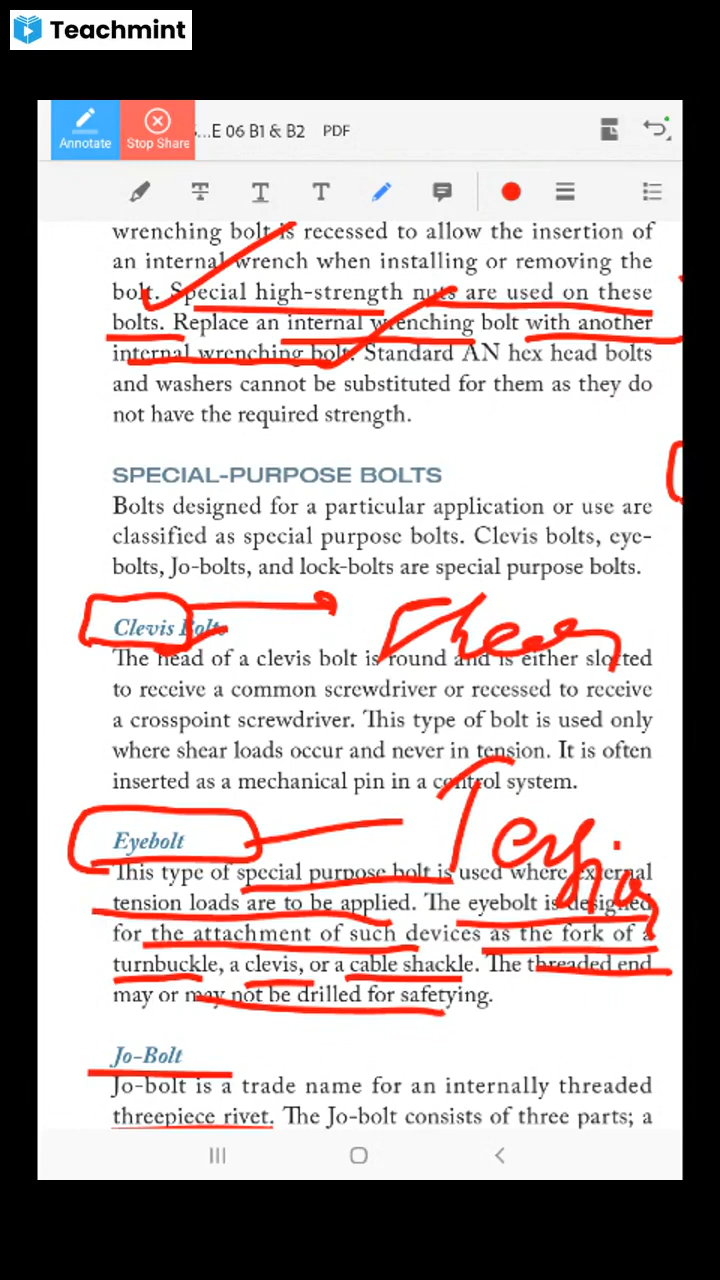 Teachmint
Annotate
Stop Share
...E 06 B1 & B2 PDF
wrenching bolt is recessed to allow the insertion of
an internal wrench when installing or removing the
bolt. Special high-strength nuts are used on these
bolts. Replace an internal wrenching bolt with another
internal wrenching bolt. Standard AN hex head bolts
and washers cannot be substituted for them as they do
not have the required strength.
SPECIAL-PURPOSE BOLTS
Bolts designed for a particular application or use are
classified as special purpose bolts. Clevis bolts, eye-
bolts, Jo-bolts, and lock-bolts are special purpose bolts.
Clevis Bolts
Shear
The head of a clevis bolt is round and is either slotted
to receive a common screwdriver or recessed to receive
a crosspoint screwdriver. This type of bolt is used only
where shear loads occur and never in tension. It is often
inserted as a mechanical pin in a control system.
Eyebolt
Tension
This type of special purpose bolt is used where external
tension loads are to be applied. The eyebolt is designed
for the attachment of such devices as the fork of a
turnbuckle, a clevis, or a cable shackle. The threaded end
may or may not be drilled for safetying.
Jo-Bolt
Jo-bolt is a trade name for an internally threaded
threepiece rivet. The Jo-bolt consists of three parts; a